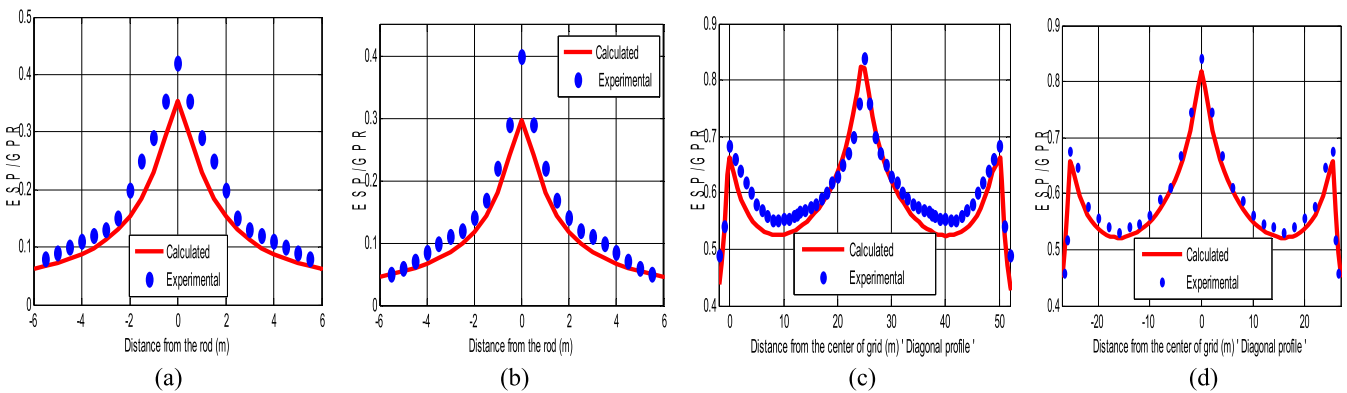 0.5
0.4
0.3
0.2
0.1
0
E S P / G P R
-6 -4 -2 0 2 4 6
Calculated
Experimental
Distance from the rod (m)
(a)
0.4
0.3
0.2
0.1
0
E S P / G P R
-6 -4 -2 0 2 4 6
Calculated
Experimental
Distance from the rod (m)
(b)
0.9
0.8
0.7
0.6
0.5
0.4
E S P / G P R
0 10 20 30 40 50
Calculated
Experimental
Distance from the center of grid (m) ' Diagonal profile '
(c)
0.9
0.8
0.7
0.6
0.5
0.4
E S P / G P R
-20 -10 0 10 20
Calculated
Experimental
Distance from the center of grid (m) ' Diagonal profile '
(d)